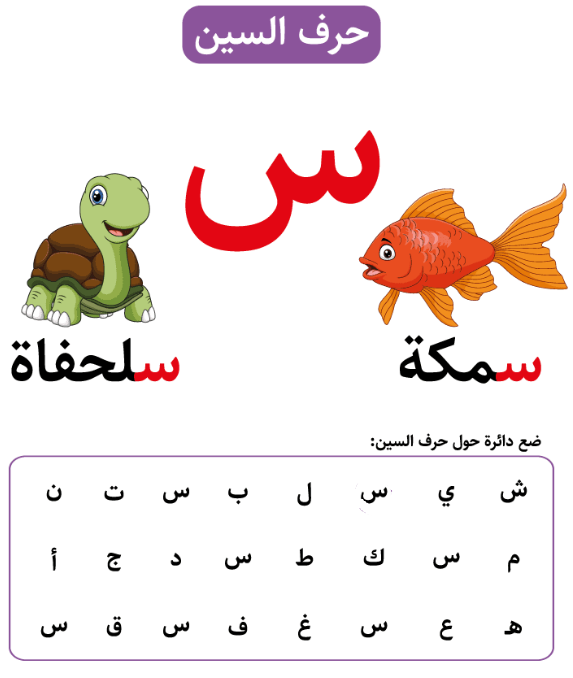 حرف السين
س
سمكة سلحفاة
ضع دائرة حول حرف السين:
ش ي س ل ب س ت ن
م س ك ط س د ج أ
هـ ع س غ ف س ق س